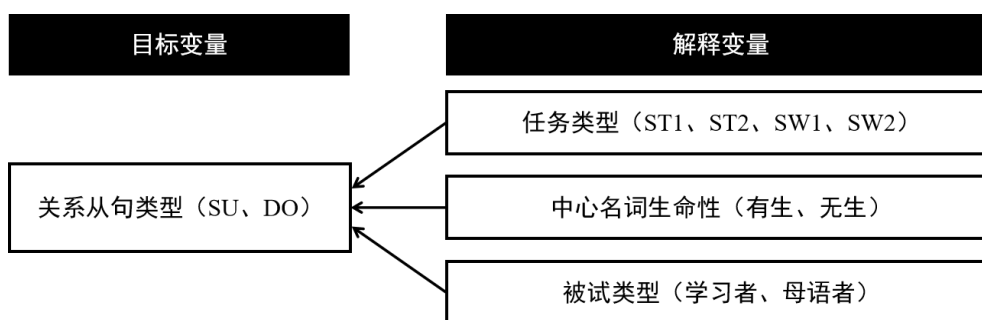 目标变量
解释变量
任务类型（ST1、ST2、SW1、SW2）
关系从句类型（SU、DO）
中心名词生命性（有生、无生）
被试类型（学习者、母语者）